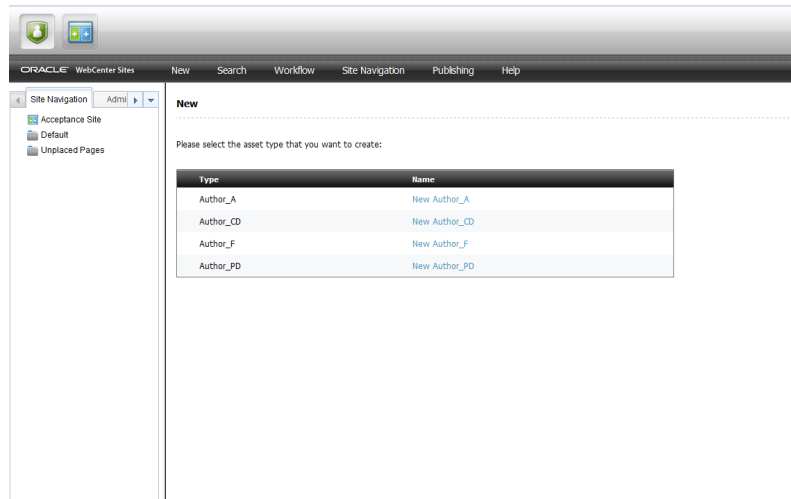 ORACLE WebCenter Sites New Search Workflow Site Navigation Publishing Help
Site Navigation Admi
Acceptance Site
Default
Unplaced Pages
New
Please select the asset type that you want to create:
Type Name
Author_A New Author_A
Author_CD New Author_CD
Author_F New Author_F
Author_PD New Author_PD